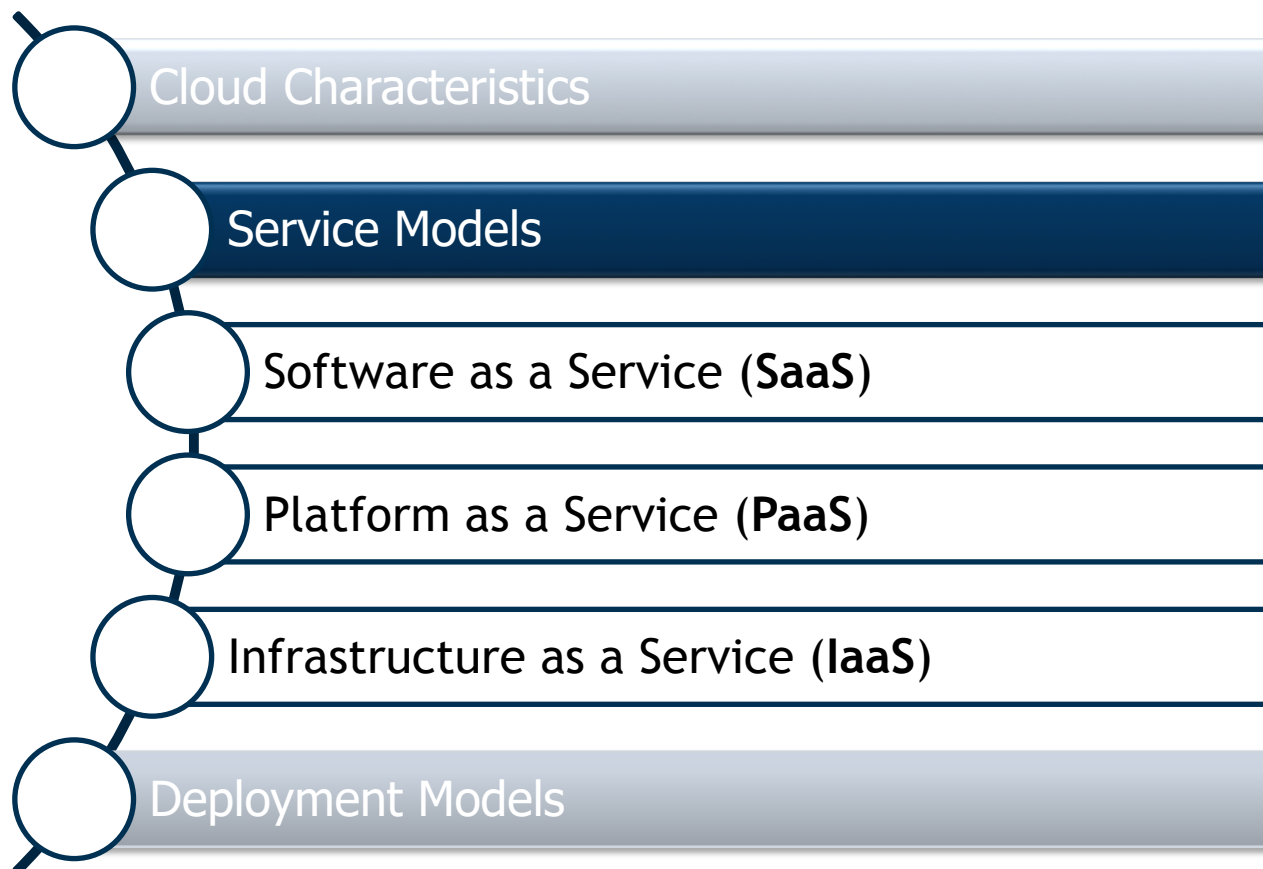 Cloud Characteristics
Service Models
Software as a Service (SaaS)
Platform as a Service (PaaS)
Infrastructure as a Service (IaaS)
Deployment Models